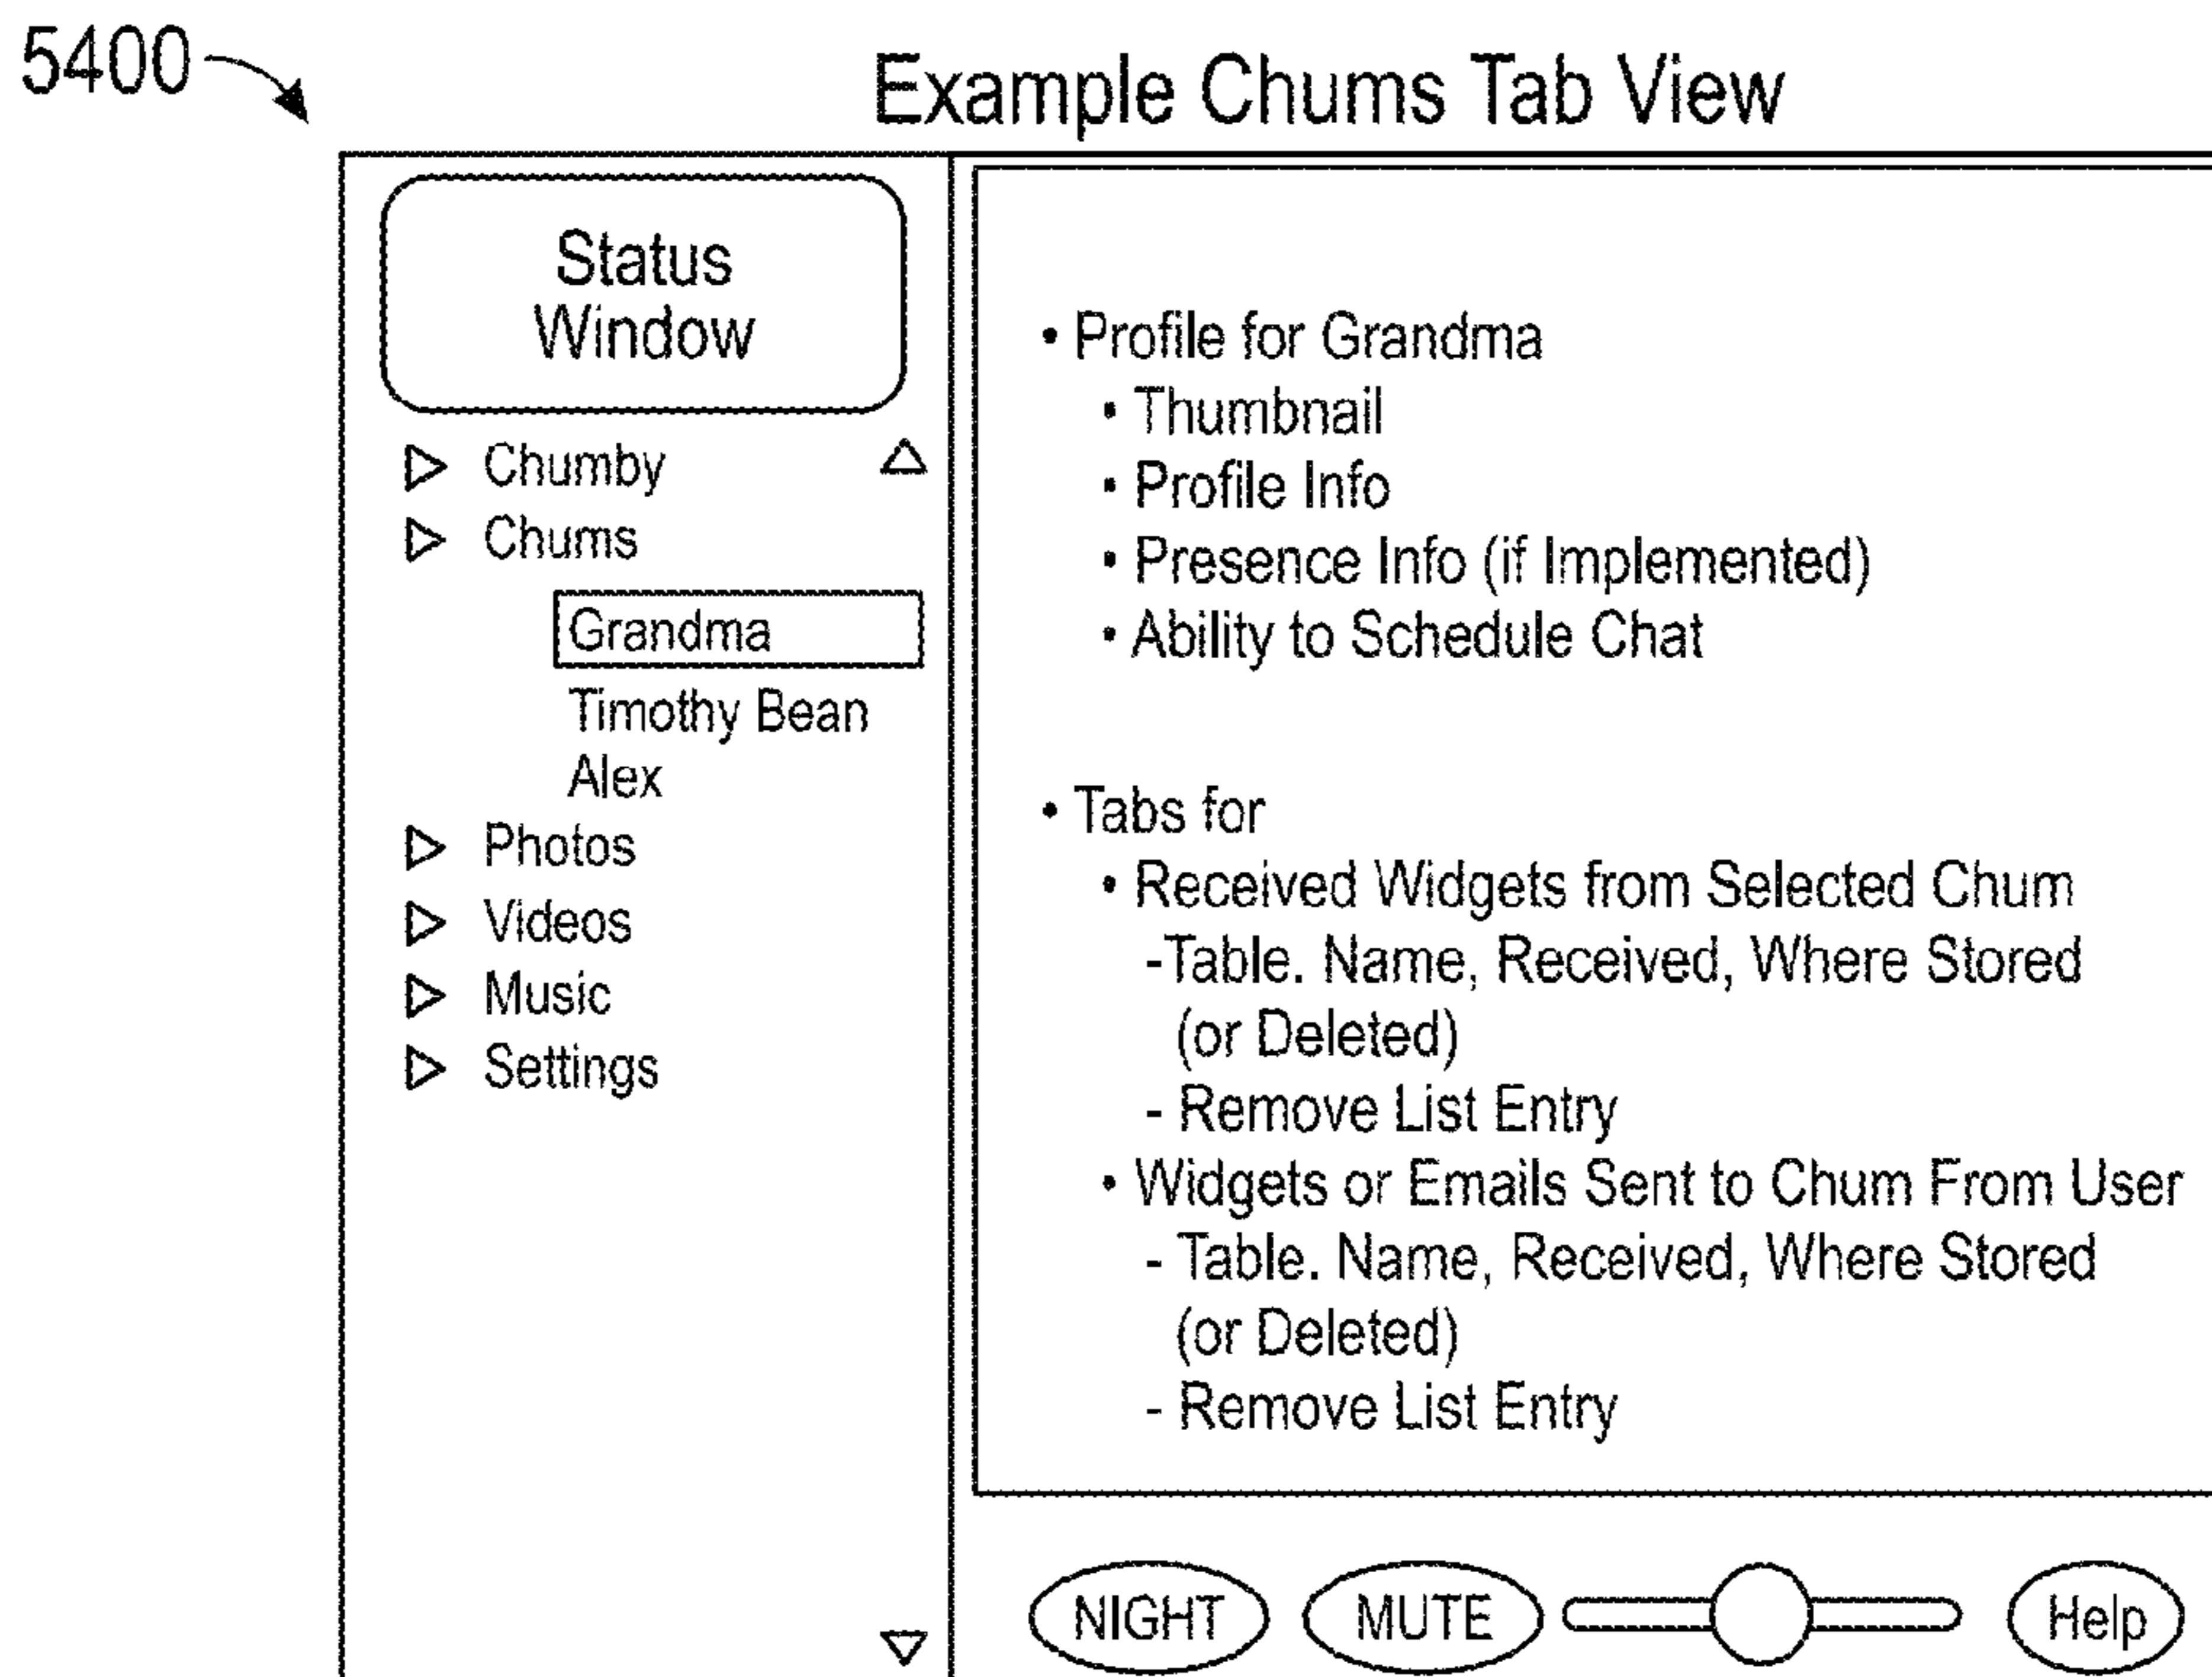 5400
Example Chums Tab View
Status
Window
Chumby
Chums
Grandma
Timothy Bean
Alex
Photos
Videos
Music
Settings
• Profile for Grandma
• Thumbnail
• Profile Info
• Presence Info (if Implemented)
• Ability to Schedule Chat
• Tabs for
• Received Widgets from Selected Chum
-Table. Name, Received, Where Stored
(or Deleted)
- Remove List Entry
• Widgets or Emails Sent to Chum From User
- Table. Name, Received, Where Stored
(or Deleted)
- Remove List Entry
NIGHT
MUTE
Help